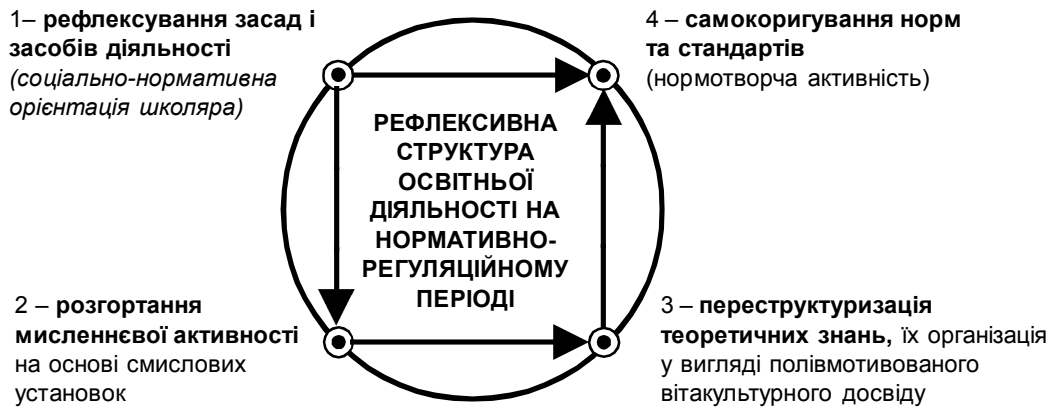 1– рефлексування засад і
засобів діяльності
(соціально-нормативна
орієнтація школяра)
4 – самокоригування норм
та стандартів
(нормотворча активність)
РЕФЛЕКСИВНА
СТРУКТУРА
ОСВІТНЬОЇ
ДІЯЛЬНОСТІ НА
НОРМАТИВНО-
РЕГУЛЯЦІЙНОМУ
ПЕРІОДІ
2 – розгортання
мисленнєвої активності
на основі смислових
установок
3 – переструктуризація
теоретичних знань, їх організація
у вигляді полівмотивованого
вітакультурного досвіду